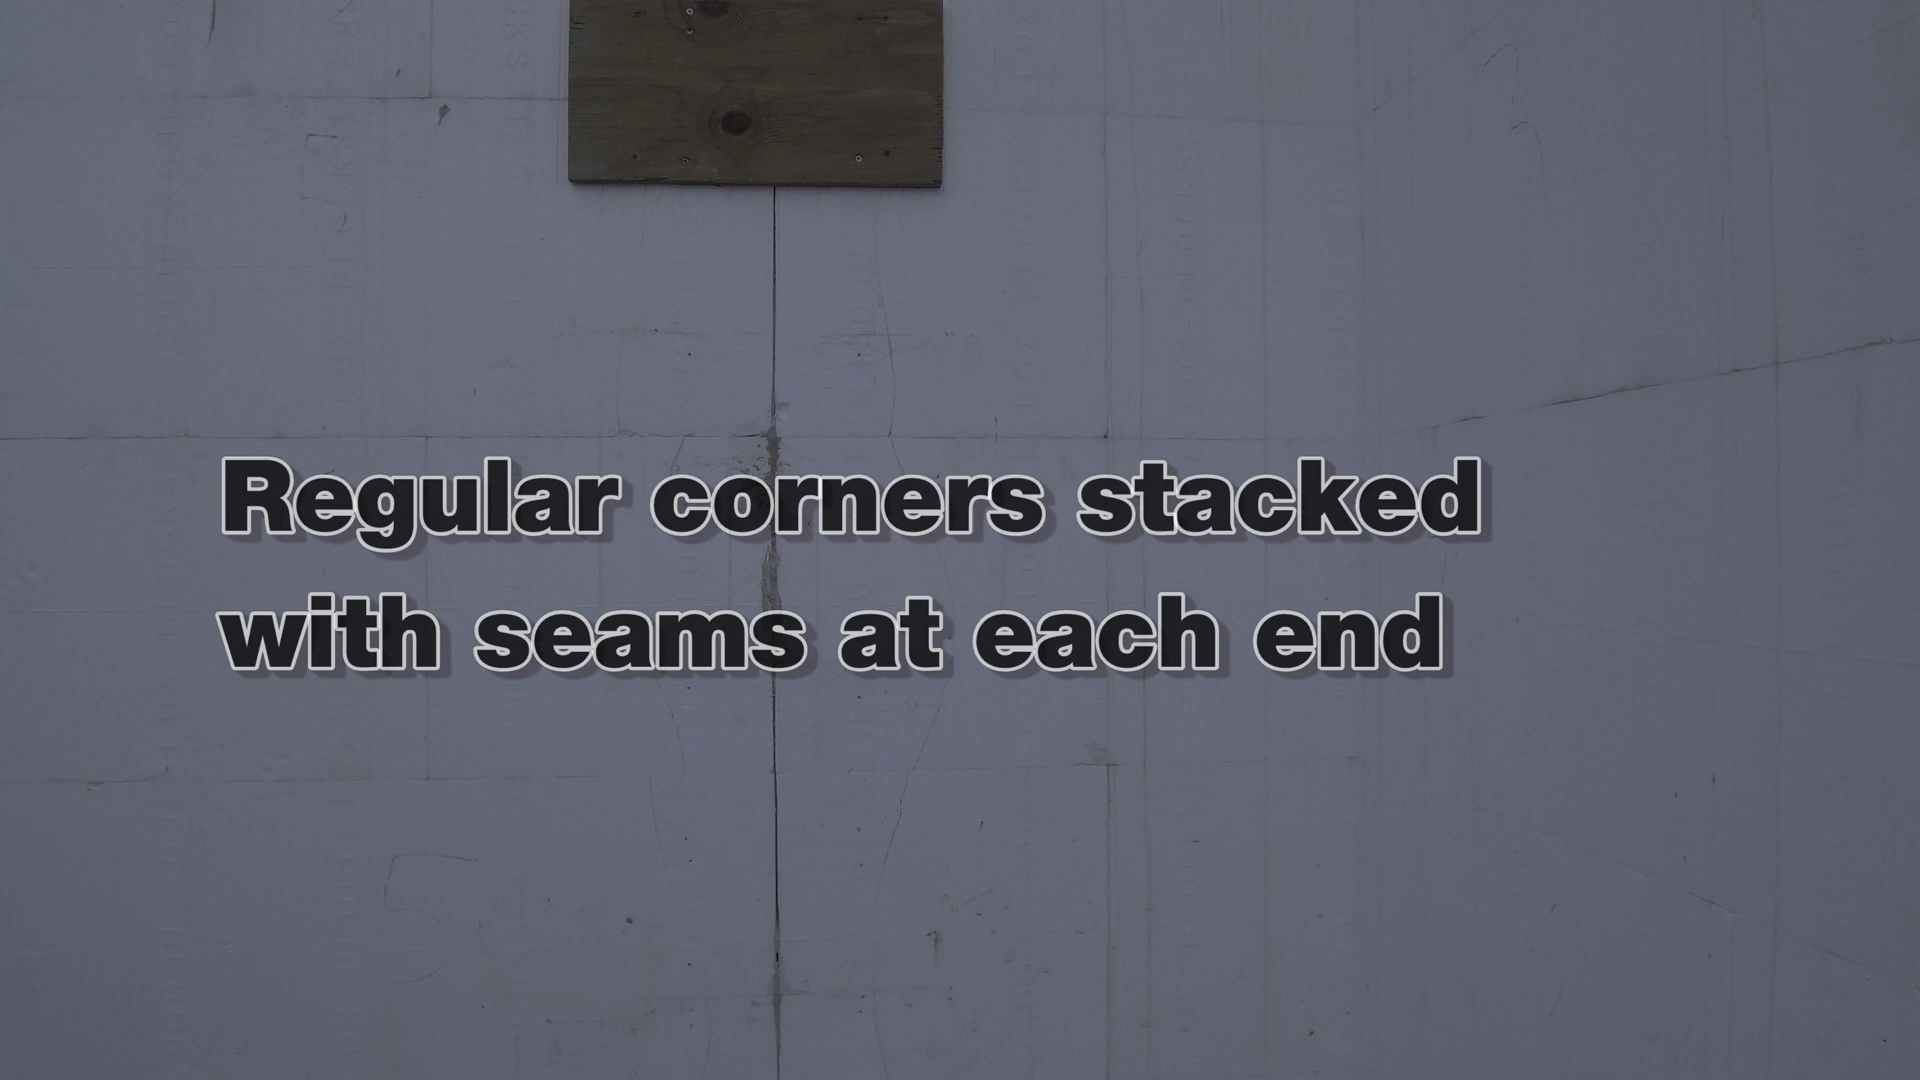 Regular corners stacked
with seams at each end